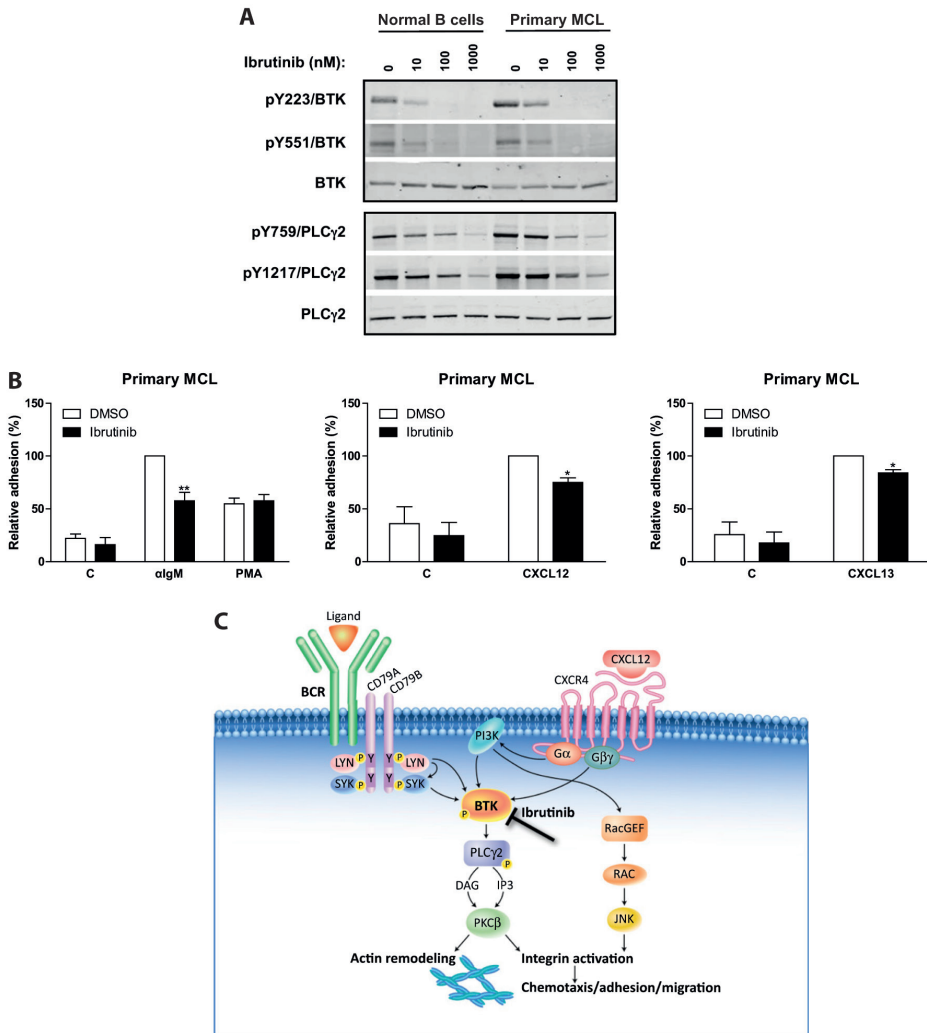 A
Normal B cells Primary MCL
Ibrutinib (nM): 0 10 100 1000 0 10 100 1000
pY223/BTK
pY551/BTK
BTK
pY759/PLCγ2
pY1217/PLCγ2
PLCγ2
B
Primary MCL
Relative adhesion (%)
150
100
50
0
DMSO
Ibrutinib
**
C αIgM PMA
Primary MCL
Relative adhesion (%)
150
100
50
0
DMSO
Ibrutinib
*
C CXCL12
Primary MCL
Relative adhesion (%)
150
100
50
0
DMSO
Ibrutinib
*
C CXCL13
C
Ligand
BCR
CD79A
CD79B
CXCL12
CXCR4
PI3K
Gα
Gβγ
LYN P Y Y P LYN
SYK P Y Y P SYK
BTK
P
Ibrutinib
RacGEF
PLCγ2
P
DAG IP3
RAC
PKCβ
JNK
Actin remodeling
Integrin activation
Chemotaxis/adhesion/migration